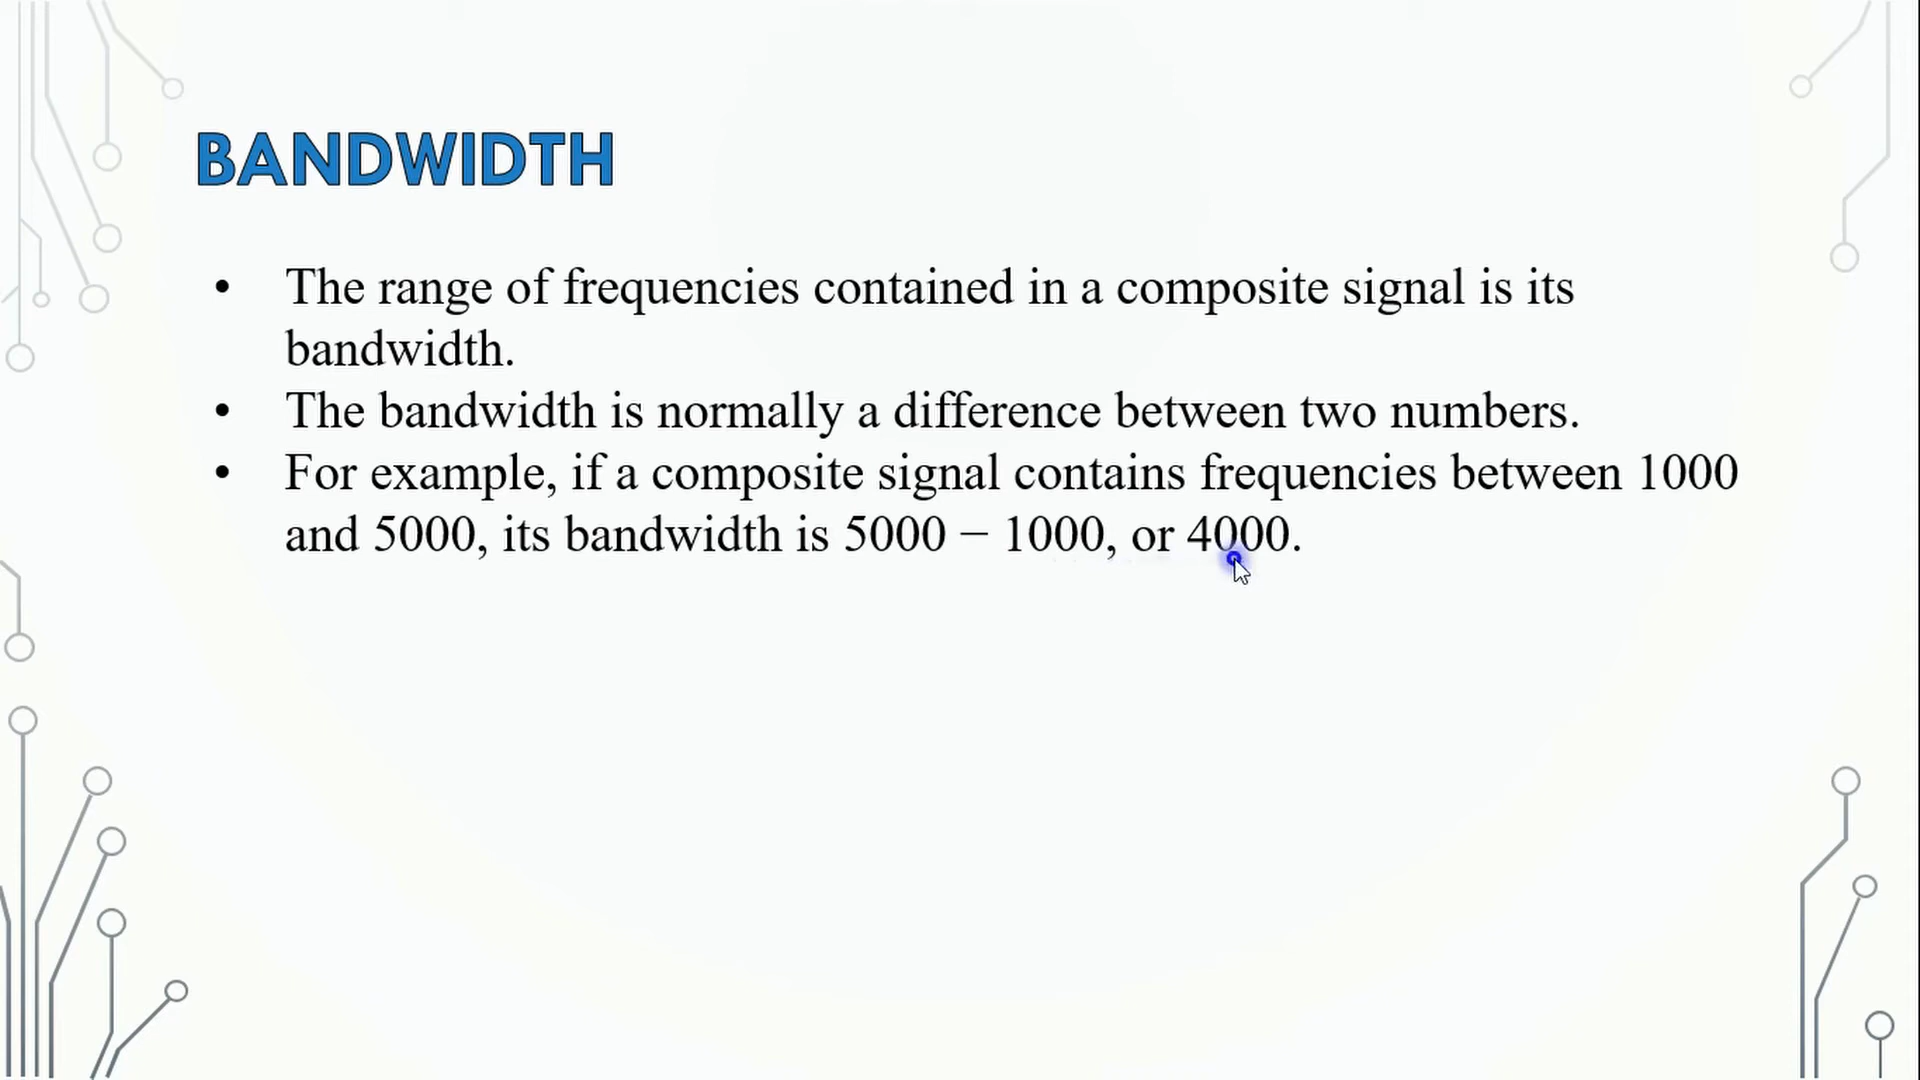 BANDWIDTH
• The range of frequencies contained in a composite signal is its
bandwidth.
• The bandwidth is normally a difference between two numbers.
• For example, if a composite signal contains frequencies between 1000
and 5000, its bandwidth is 5000 − 1000, or 4000.